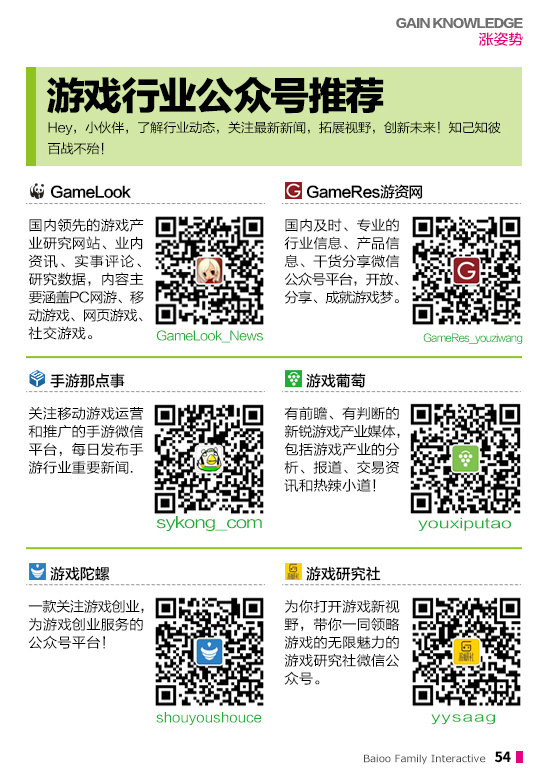 GAIN KNOWLEDGE
涨姿势
游戏行业公众号推荐
Hey，小伙伴，了解行业动态，关注最新新闻，拓展视野，创新未来！知己知彼
百战不殆！
GameLook
国内领先的游戏产
业研究网站、业内
资讯、实事评论、
研究数据，内容主
要涵盖PC网游、移
动游戏、网页游戏、
社交游戏。
GameLook_News
GameRes游资网
国内及时、专业的
行业信息、产品信
息、干货分享微信
公众号平台，开放、
分享、成就游戏梦。
GameRes_youziwang
手游那点事
关注移动游戏运营
和推广的手游微信
平台，每日发布手
游行业重要新闻.
sykong_com
游戏葡萄
有前瞻、有判断的
新锐游戏产业媒体，
包括游戏产业的分
析、报道、交易资
讯和热辣小道！
youxiputao
游戏陀螺
一款关注游戏创业，
为游戏创业服务的
公众号平台！
shouyoushouce
游戏研究社
为你打开游戏新视
野，带你一同领略
游戏的无限魅力的
游戏研究社微信公
众号。
yysaag
Baioo Family Interactive 54